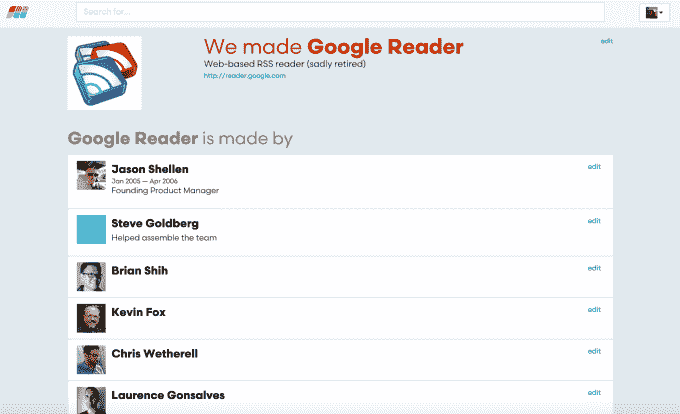 Search for...
We made Google Reader
edit
Web-based RSS reader (sadly retired)
http://reader.google.com
Google Reader is made by
Jason Shellen
edit
Jan 2005 — Apr 2006
Founding Product Manager
Steve Goldberg
edit
Helped assemble the team
Brian Shih
edit
Kevin Fox
edit
Chris Wetherell
edit
Laurence Gonsalves
edit